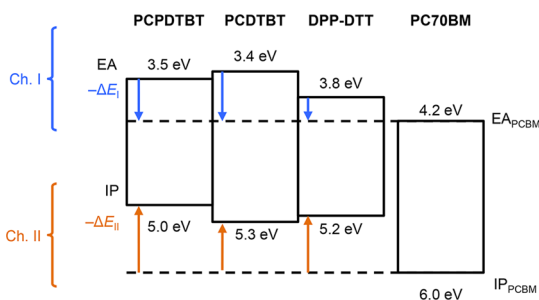 PCPDTBT PCDTBT DPP-DTT PC70BM
Ch. I
EA
3.5 eV
3.4 eV
3.8 eV
4.2 eV
–ΔE_I
EA_PCBM
IP
Ch. II
–ΔE_II
5.0 eV
5.3 eV
5.2 eV
6.0 eV
IP_PCBM